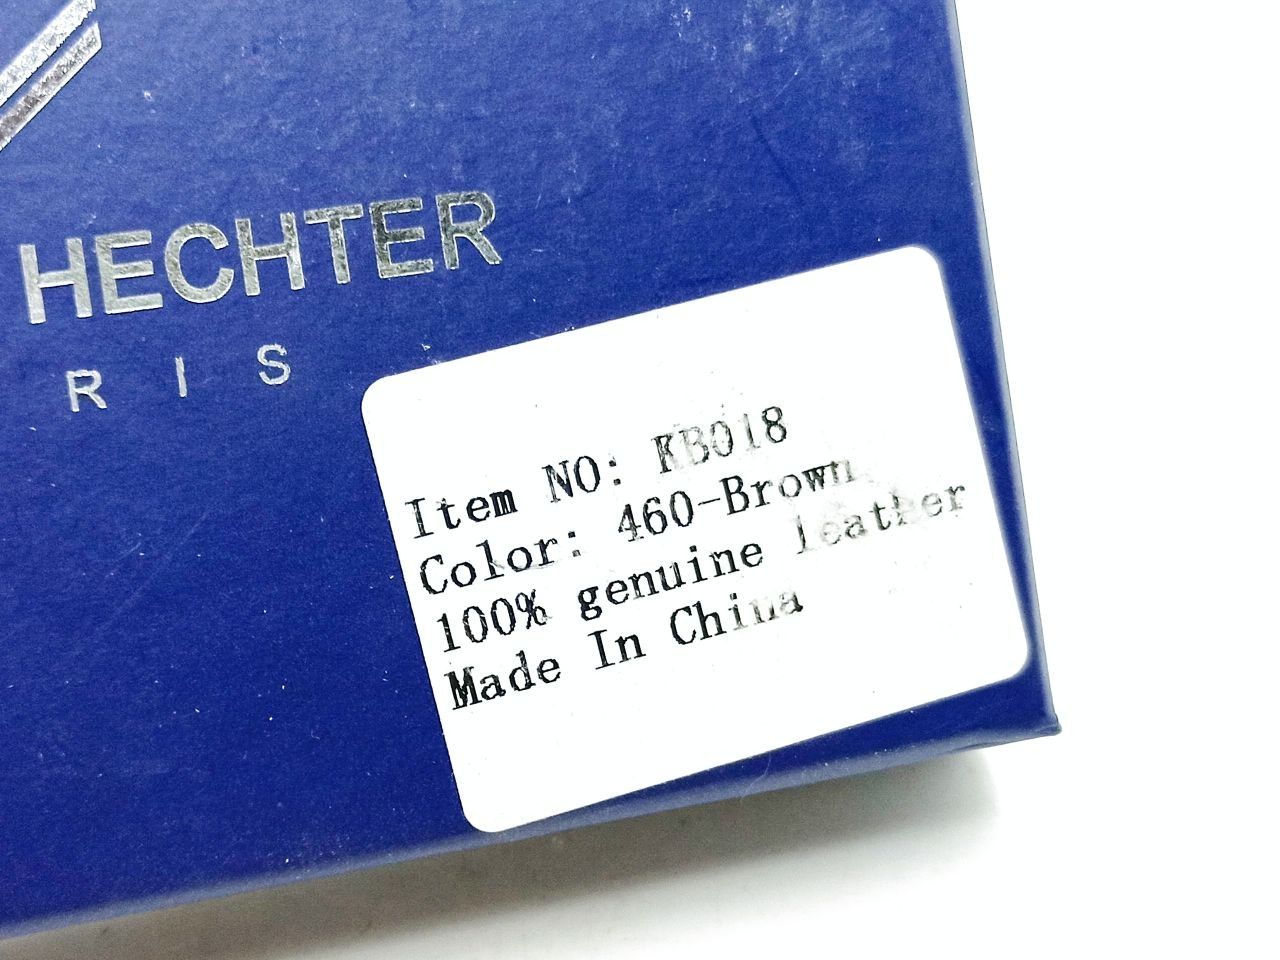 HECHTER
RIS
Item NO: KB018
Color: 460-Brown
100% genuine leather
Made In China